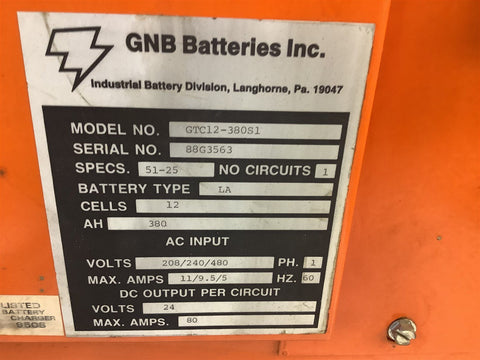 GNB Batteries Inc.
Industrial Battery Division, Langhorne, Pa. 19047
MODEL NO. GTC12-380S1
SERIAL NO. 88G3563
SPECS. 51-25 NO CIRCUITS 1
BATTERY TYPE LA
CELLS 12
AH 380
AC INPUT
VOLTS 208/240/480 PH. 1
MAX. AMPS 11/9.5/5 HZ. 60
DC OUTPUT PER CIRCUIT
VOLTS 24
MAX. AMPS. 80
LISTED
BATTERY
CHARGER